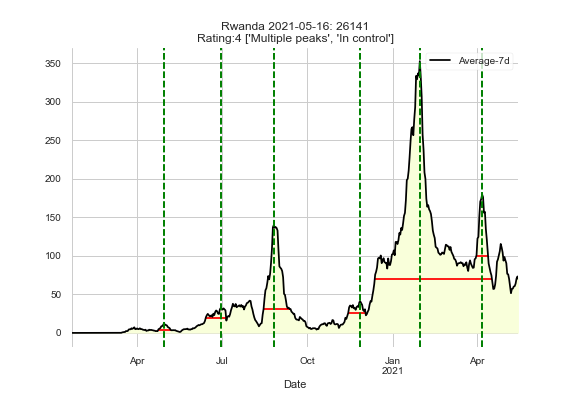 Rwanda 2021-05-16: 26141
Rating:4 ['Multiple peaks', 'In control']
Average-7d
350
300
250
200
150
100
50
0
Apr
Jul
Oct
Jan
2021
Apr
Date